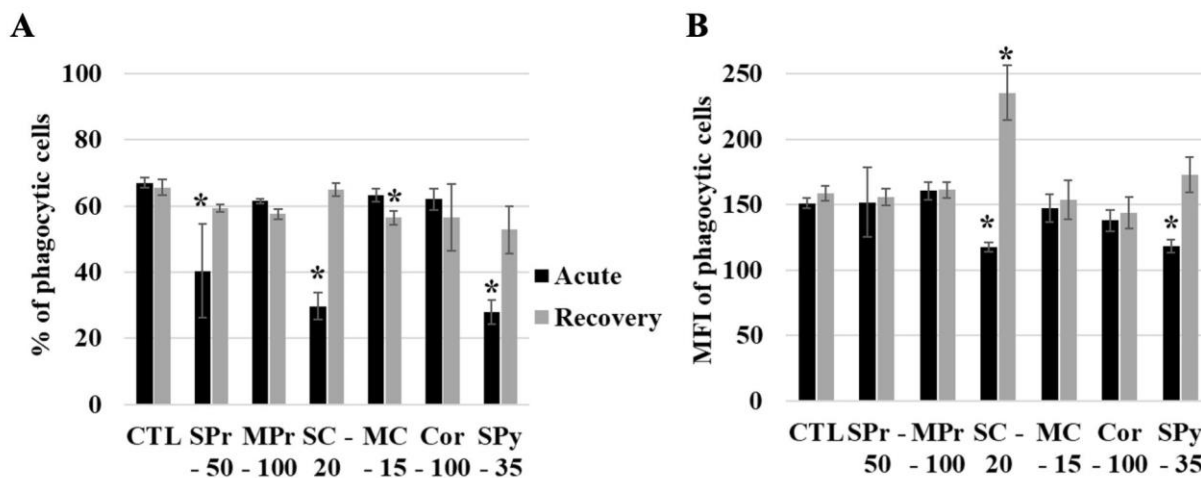 A
% of phagocytic cells
100
80
60
40
20
0
* * * *
CTL SPr MPr SC - MC Cor SPy
- 50 - 100 20 - 15 - 100 - 35
Acute
Recovery
B
MFI of phagocytic cells
250
200
150
100
50
0
* * *
CTL SPr - MPr SC - MC Cor SPy
50 - 100 20 - 15 - 100 - 35